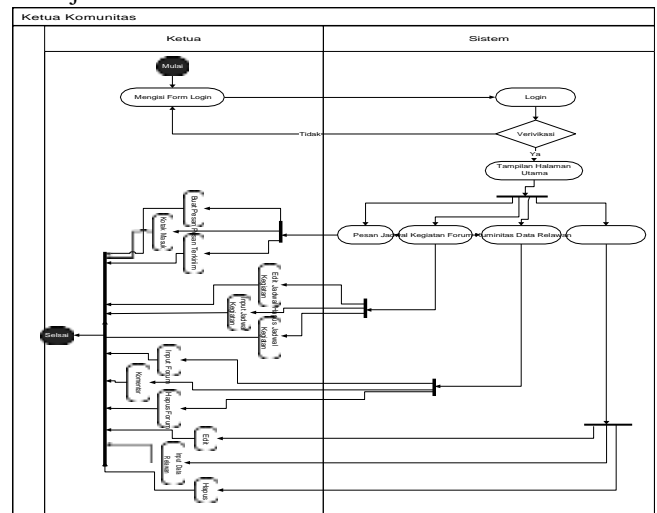 Ketua Komunitas
Ketua
Sistem
Mulai
Mengisi Form Login
Login
Tidak
Verivikasi
Ya
Tampilan Halaman
Utama
Pesan
Jadwal Kegiatan
Forum
Kuminitas
Data Relawan
Buat Pesan
Kotak Masuk
Pesan Terkirim
Edit Jadwal
Kegiatan
Input Jadwal
Kegiatan
Hapus Jadwal
Kegiatan
Selsai
Input Forum
Komentar
Hapus Forum
Edit
Input Data
Relawan
Hapus